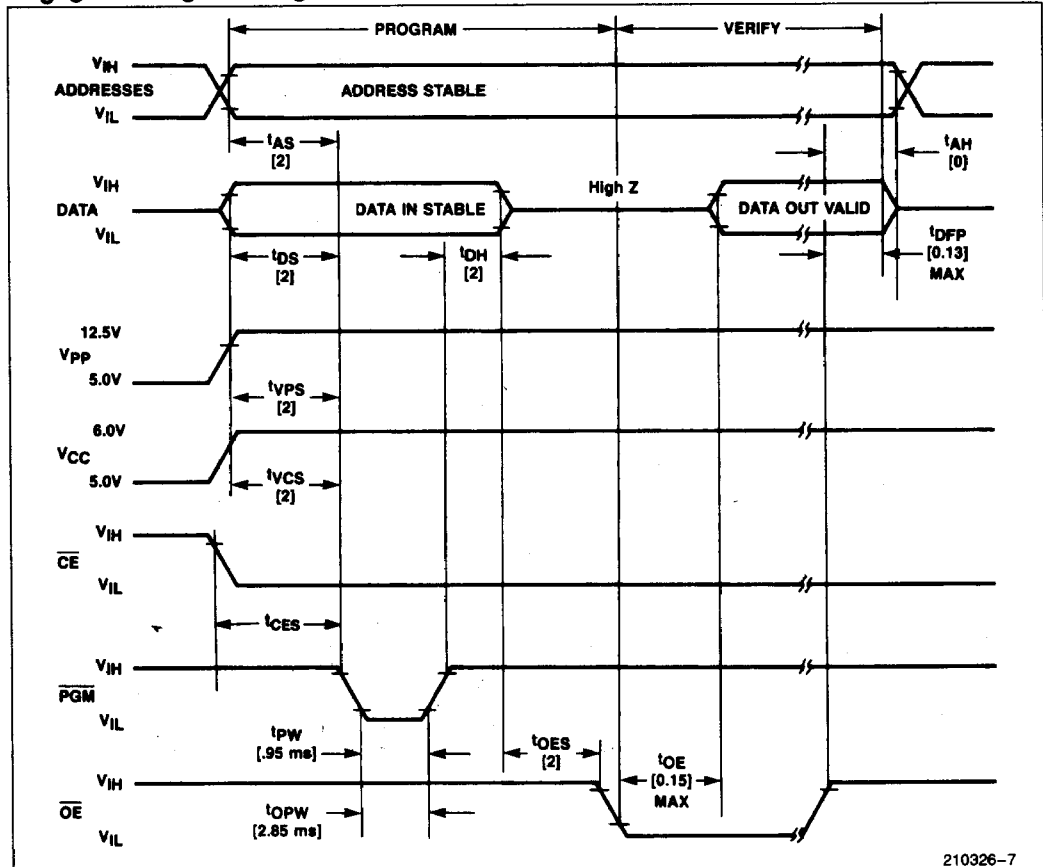 PROGRAM
VERIFY
VIH
ADDRESSES
ADDRESS STABLE
VIL
tAS
[2]
tAH
[0]
VIH
High Z
DATA
DATA IN STABLE
DATA OUT VALID
VIL
tDS
[2]
tDH
[2]
tDFP
[0.13]
MAX
12.5V
VPP
5.0V
tVPS
[2]
6.0V
VCC
5.0V
tVCS
[2]
VIH
CE
VIL
tCES
VIH
PGM
VIL
tPW
[.95 ms]
tOES
[2]
tOE
[0.15]
MAX
VIH
OE
tOPW
[2.85 ms]
VIL
210326–7